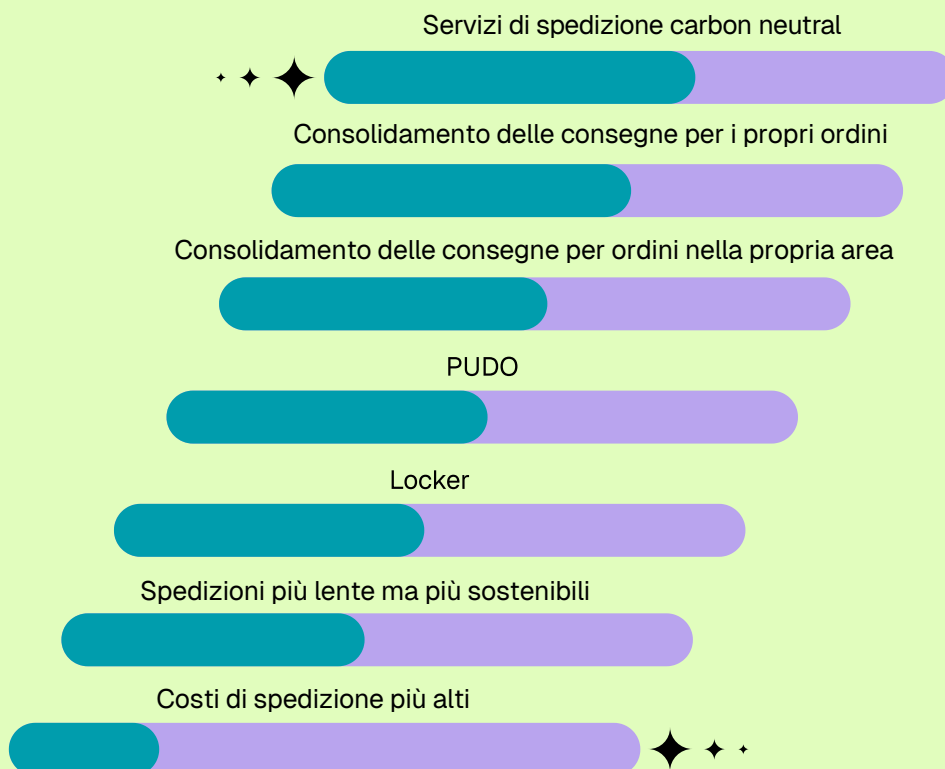 Servizi di spedizione carbon neutral
Consolidamento delle consegne per i propri ordini
Consolidamento delle consegne per ordini nella propria area
PUDO
Locker
Spedizioni più lente ma più sostenibili
Costi di spedizione più alti